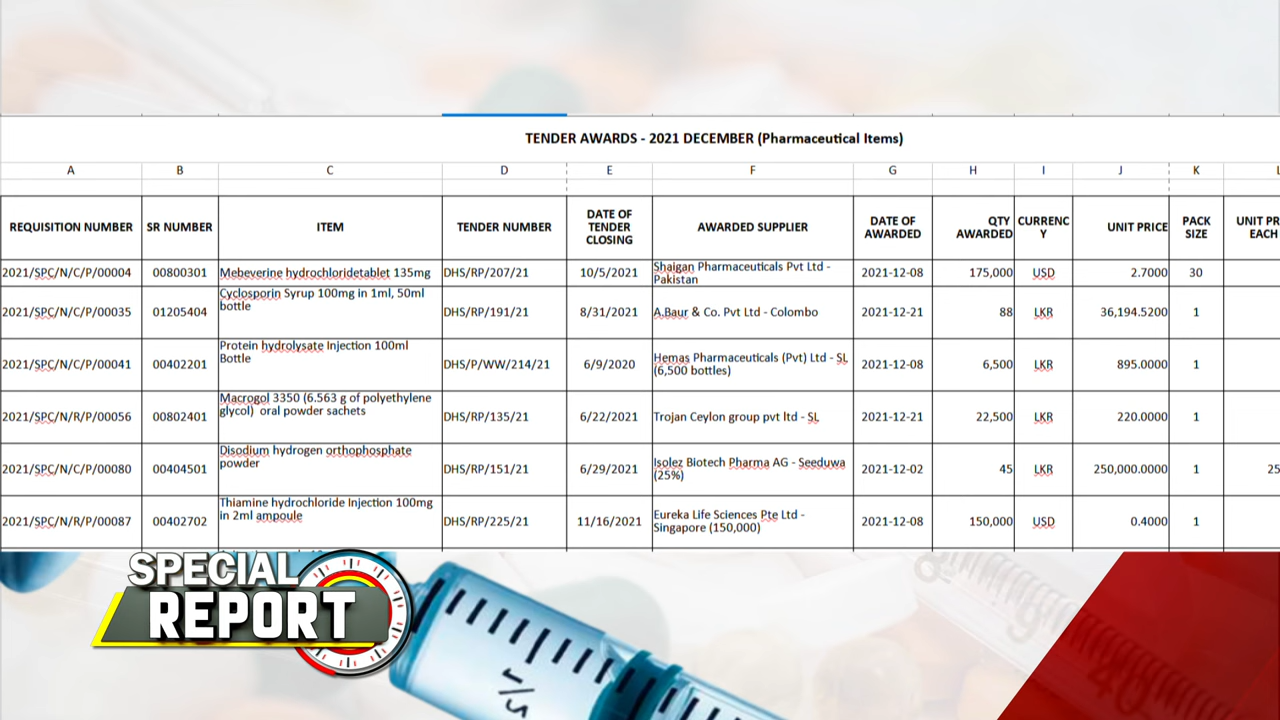 TENDER AWARDS - 2021 DECEMBER (Pharmaceutical Items)
A B C D E F G H I J K L
REQUISITION NUMBER SR NUMBER ITEM TENDER NUMBER DATE OF TENDER CLOSING AWARDED SUPPLIER DATE OF AWARDED QTY AWARDED CURRENCY UNIT PRICE PACK SIZE UNIT PR EACH
2021/SPC/N/C/P/00004 00800301 Mebeverine hydrochloridetablet 135mg DHS/RP/207/21 10/5/2021 Shaigan Pharmaceuticals Pvt Ltd - Pakistan 2021-12-08 175,000 USD 2.7000 30
2021/SPC/N/C/P/00035 01205404 Cyclosporin Syrup 100mg in 1ml, 50ml bottle DHS/RP/191/21 8/31/2021 A.Baur & Co. Pvt Ltd - Colombo 2021-12-21 88 LKR 36,194.5200 1
2021/SPC/N/C/P/00041 00402201 Protein hydrolysate Injection 100ml Bottle DHS/P/WW/214/21 6/9/2020 Hemas Pharmaceuticals (Pvt) Ltd - SL (6,500 bottles) 2021-12-08 6,500 LKR 895.0000 1
2021/SPC/N/R/P/00056 00802401 Macrogol 3350 (6.563 g of polyethylene glycol) oral powder sachets DHS/RP/135/21 6/22/2021 Trojan Ceylon group pvt ltd - SL 2021-12-21 22,500 LKR 220.0000 1
2021/SPC/N/C/P/00080 00404501 Disodium hydrogen orthophosphate powder DHS/RP/151/21 6/29/2021 Isolez Biotech Pharma AG - Seeduwa (25%) 2021-12-02 45 LKR 250,000.0000 1 25
2021/SPC/N/R/P/00087 00402702 Thiamine hydrochloride Injection 100mg in 2ml ampoule DHS/RP/225/21 11/16/2021 Eureka Life Sciences Pte Ltd - Singapore (150,000) 2021-12-08 150,000 USD 0.4000 1
SPECIAL
REPORT